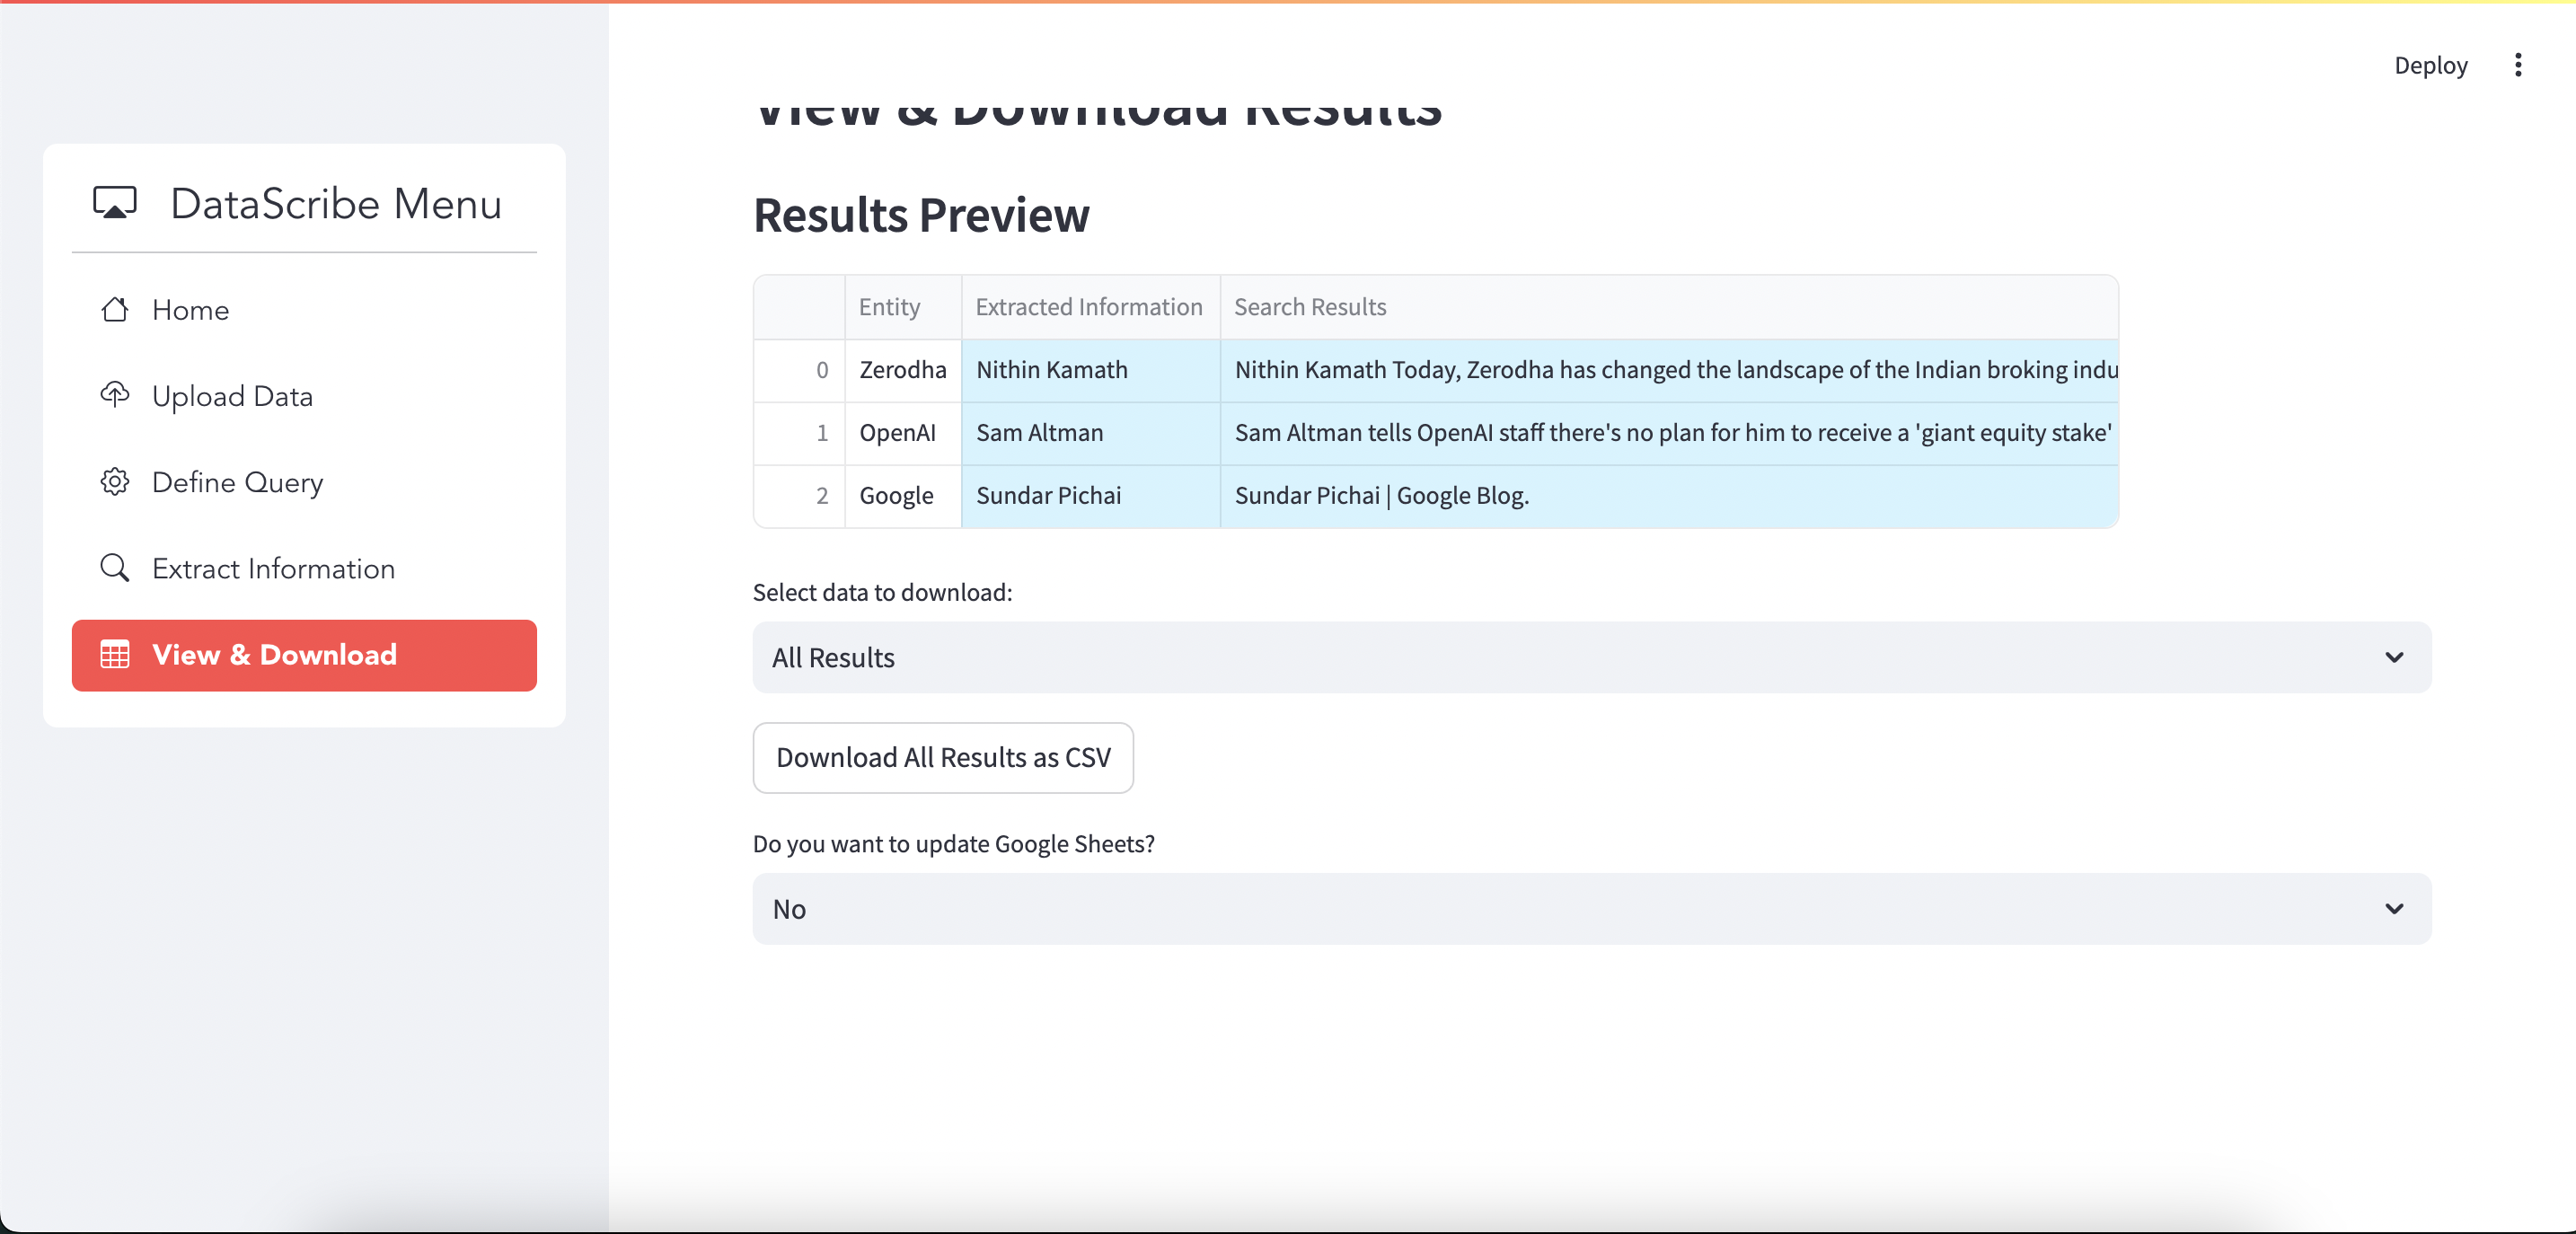 Deploy
View & Download Results
DataScribe Menu
Home
Upload Data
Define Query
Extract Information
View & Download
Results Preview
Entity Extracted Information Search Results
0 Zerodha Nithin Kamath Nithin Kamath Today, Zerodha has changed the landscape of the Indian broking indu
1 OpenAI Sam Altman Sam Altman tells OpenAI staff there's no plan for him to receive a 'giant equity stake'
2 Google Sundar Pichai Sundar Pichai | Google Blog.
Select data to download:
All Results
Download All Results as CSV
Do you want to update Google Sheets?
No